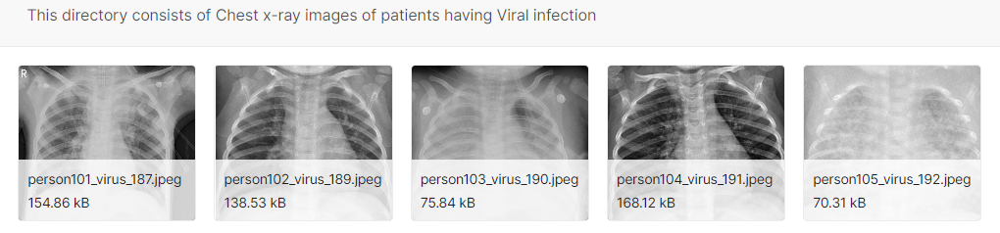 This directory consists of Chest x-ray images of patients having Viral infection
R
person101_virus_187.jpeg
154.86 kB
person102_virus_189.jpeg
138.53 kB
person103_virus_190.jpeg
75.84 kB
person104_virus_191.jpeg
168.12 kB
person105_virus_192.jpeg
70.31 kB